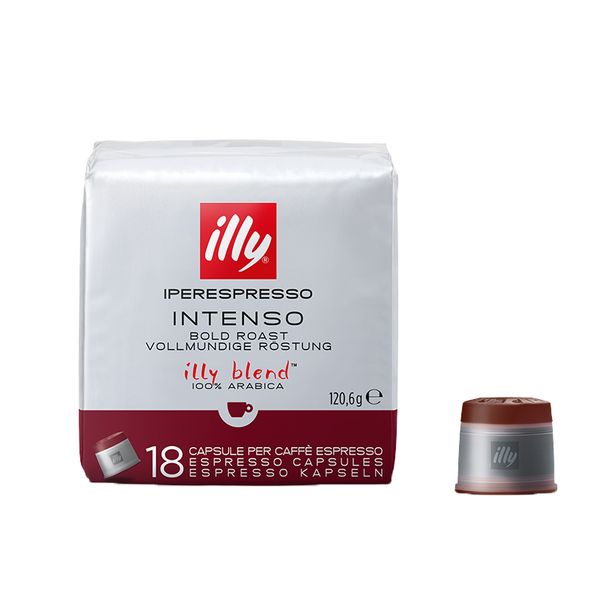 illy®
IPERESPRESSO
INTENSO
BOLD ROAST
VOLLMUNDIGE RÖSTUNG
illy blend™
100% ARABICA
120,6g ℮
18 CAPSULE PER CAFFÈ ESPRESSO
ESPRESSO CAPSULES
ESPRESSO KAPSELN
illy
illy